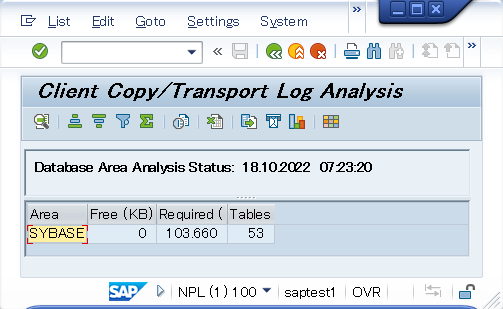 List Edit Goto Settings System »
« »
Client Copy/Transport Log Analysis
Database Area Analysis Status: 18.10.2022 07:23:20
Area Free (KB) Required ( Tables
SYBASE 0 103.660 53
SAP NPL (1) 100 saptest1 OVR